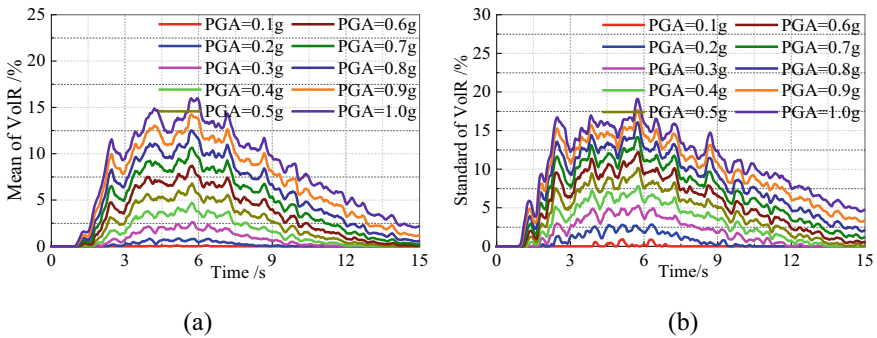 25
20
15
10
5
0
Mean of VolR /%
PGA=0.1g PGA=0.6g
PGA=0.2g PGA=0.7g
PGA=0.3g PGA=0.8g
PGA=0.4g PGA=0.9g
PGA=0.5g PGA=1.0g
0 3 6 9 12 15
Time /s
(a)
30
25
20
15
10
5
0
Standard of VolR /%
PGA=0.1g PGA=0.6g
PGA=0.2g PGA=0.7g
PGA=0.3g PGA=0.8g
PGA=0.4g PGA=0.9g
PGA=0.5g PGA=1.0g
0 3 6 9 12 15
Time/s
(b)